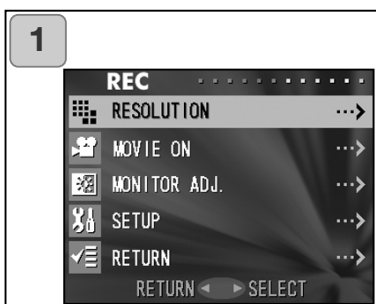 1
REC
RESOLUTION
MOVIE ON
MONITOR ADJ.
SETUP
RETURN
RETURN SELECT